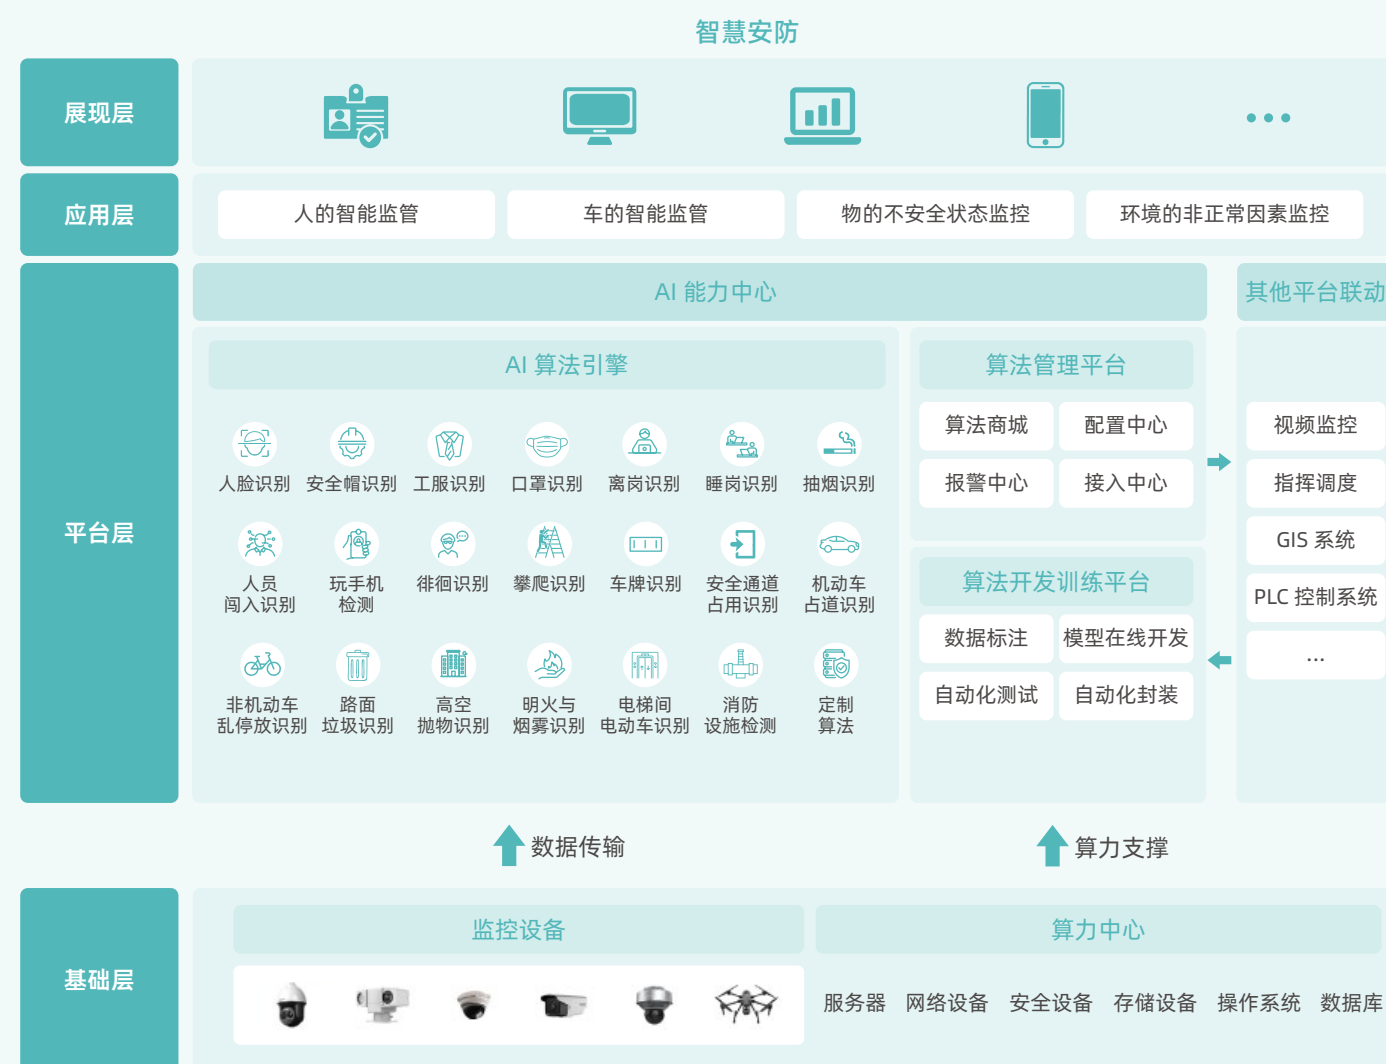 智慧安防
展现层
应用层
人的智能监管
车的智能监管
物的不安全状态监控
环境的非正常因素监控
平台层
AI 能力中心
其他平台联动
AI 算法引擎
人脸识别
安全帽识别
工服识别
口罩识别
离岗识别
睡岗识别
抽烟识别
人员
闯入识别
玩手机
检测
徘徊识别
攀爬识别
车牌识别
安全通道
占用识别
机动车
占道识别
非机动车
乱停放识别
路面
垃圾识别
高空
抛物识别
明火与
烟雾识别
电梯间
电动车识别
消防
设施检测
定制
算法
算法管理平台
算法商城
配置中心
报警中心
接入中心
算法开发训练平台
数据标注
模型在线开发
自动化测试
自动化封装
视频监控
指挥调度
GIS 系统
PLC 控制系统
...
数据传输
算力支撑
基础层
监控设备
算力中心
服务器
网络设备
安全设备
存储设备
操作系统
数据库